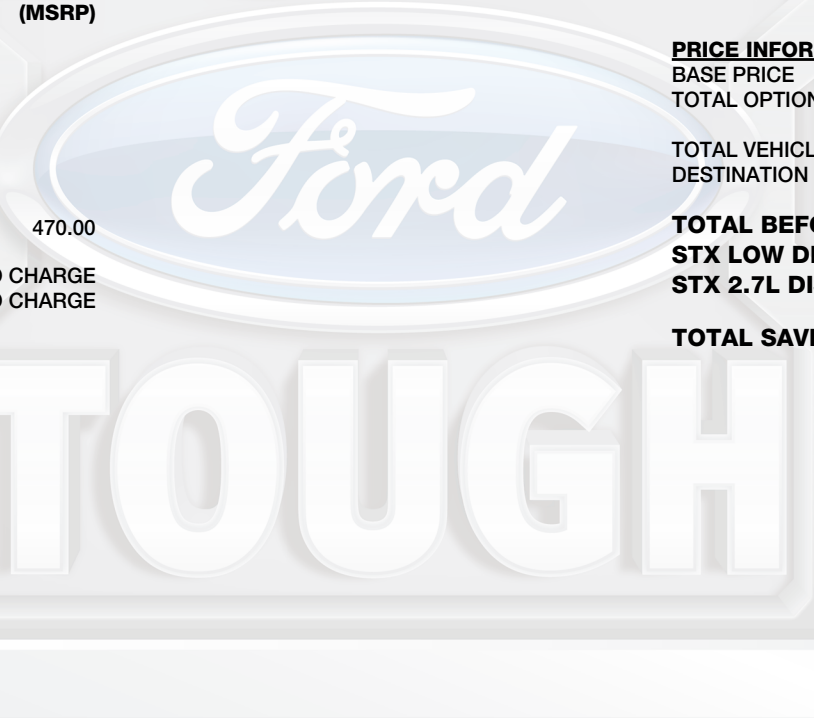 (MSRP)
470.00
CHARGE
CHARGE
PRICE INFOR
BASE PRICE
TOTAL OPTION
TOTAL VEHICL
DESTINATION
TOTAL BEFO
STX LOW DI
STX 2.7L DI
TOTAL SAVI
Ford
TOUGH